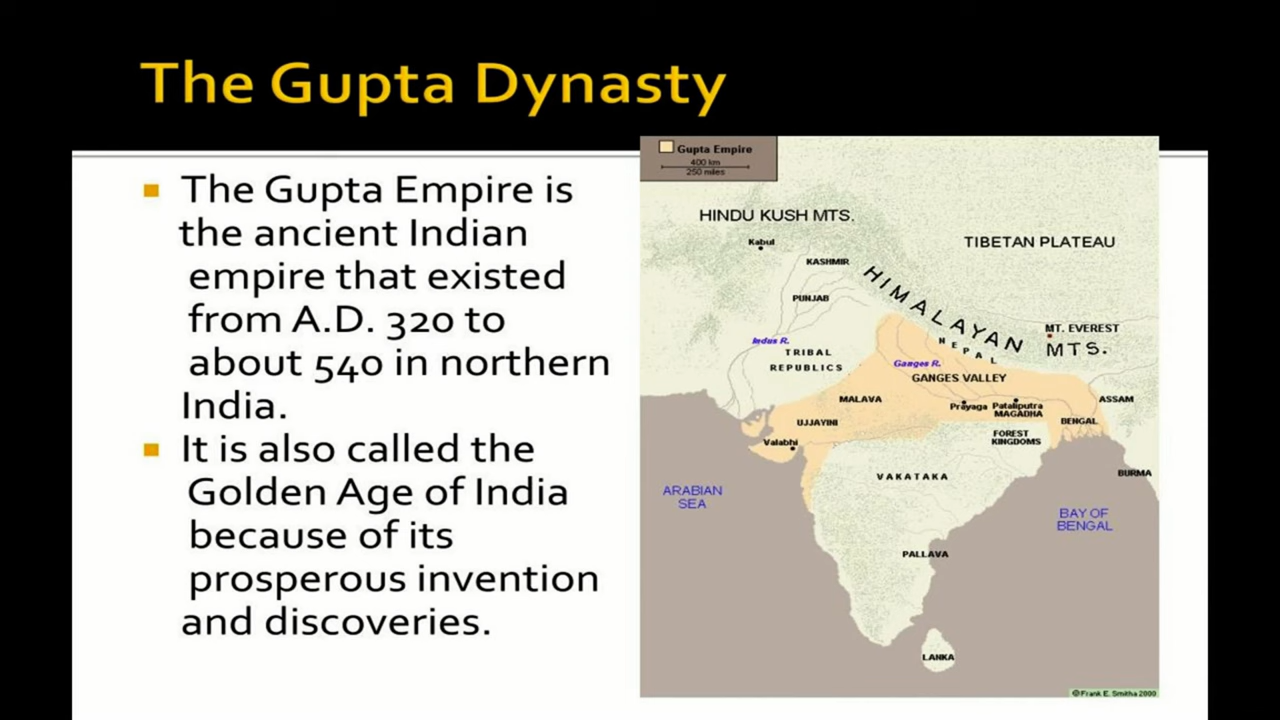 The Gupta Dynasty
The Gupta Empire is
the ancient Indian
empire that existed
from A.D. 320 to
about 540 in northern
India.
It is also called the
Golden Age of India
because of its
prosperous invention
and discoveries.
Gupta Empire
400 km
250 miles
HINDU KUSH MTS.
TIBETAN PLATEAU
Kabul
KASHMIR
HIMALAYAN
MTS.
PUNJAB
MT. EVEREST
Indus R.
NEPAL
TRIBAL
REPUBLICS
Ganges R.
GANGES VALLEY
MALAVA
ASSAM
Prayaga
Pataliputra
MAGADHA
UJJAYINI
BENGAL
FOREST
KINGDOMS
Valabhi
VAKATAKA
BURMA
ARABIAN
SEA
BAY OF
BENGAL
PALLAVA
LANKA
©Frank E. Smitha 2000